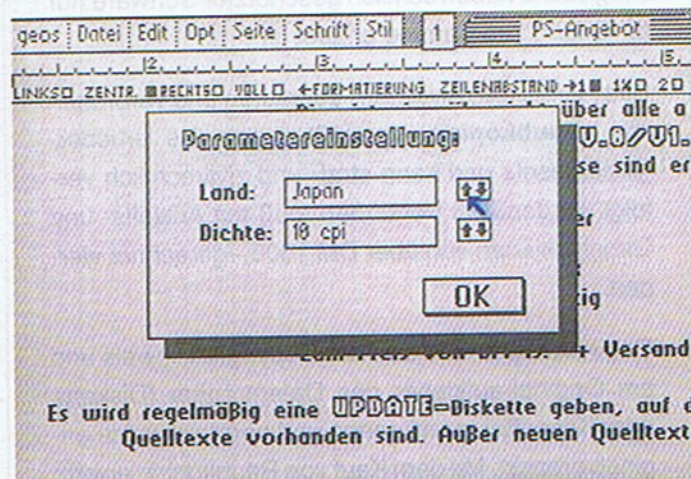 geos Datei Edit Opt Seite Schrift Stil 1 PS-Angebot
2 3 4 5
LINKS ZENTR. RECHTS VOLL ←FORMATIERUNG ZEILENABSTAND→1 1½ 2
über alle
Parametereinstellung:
V.0/V1.
se sind er
Land: Japan
er
Dichte: 10 cpi
OK
ig
+ Versand
Es wird regelmäßig eine UPDATE-Diskette geben, auf
Quelltexte vorhanden sind. Außer neuen Quelltext